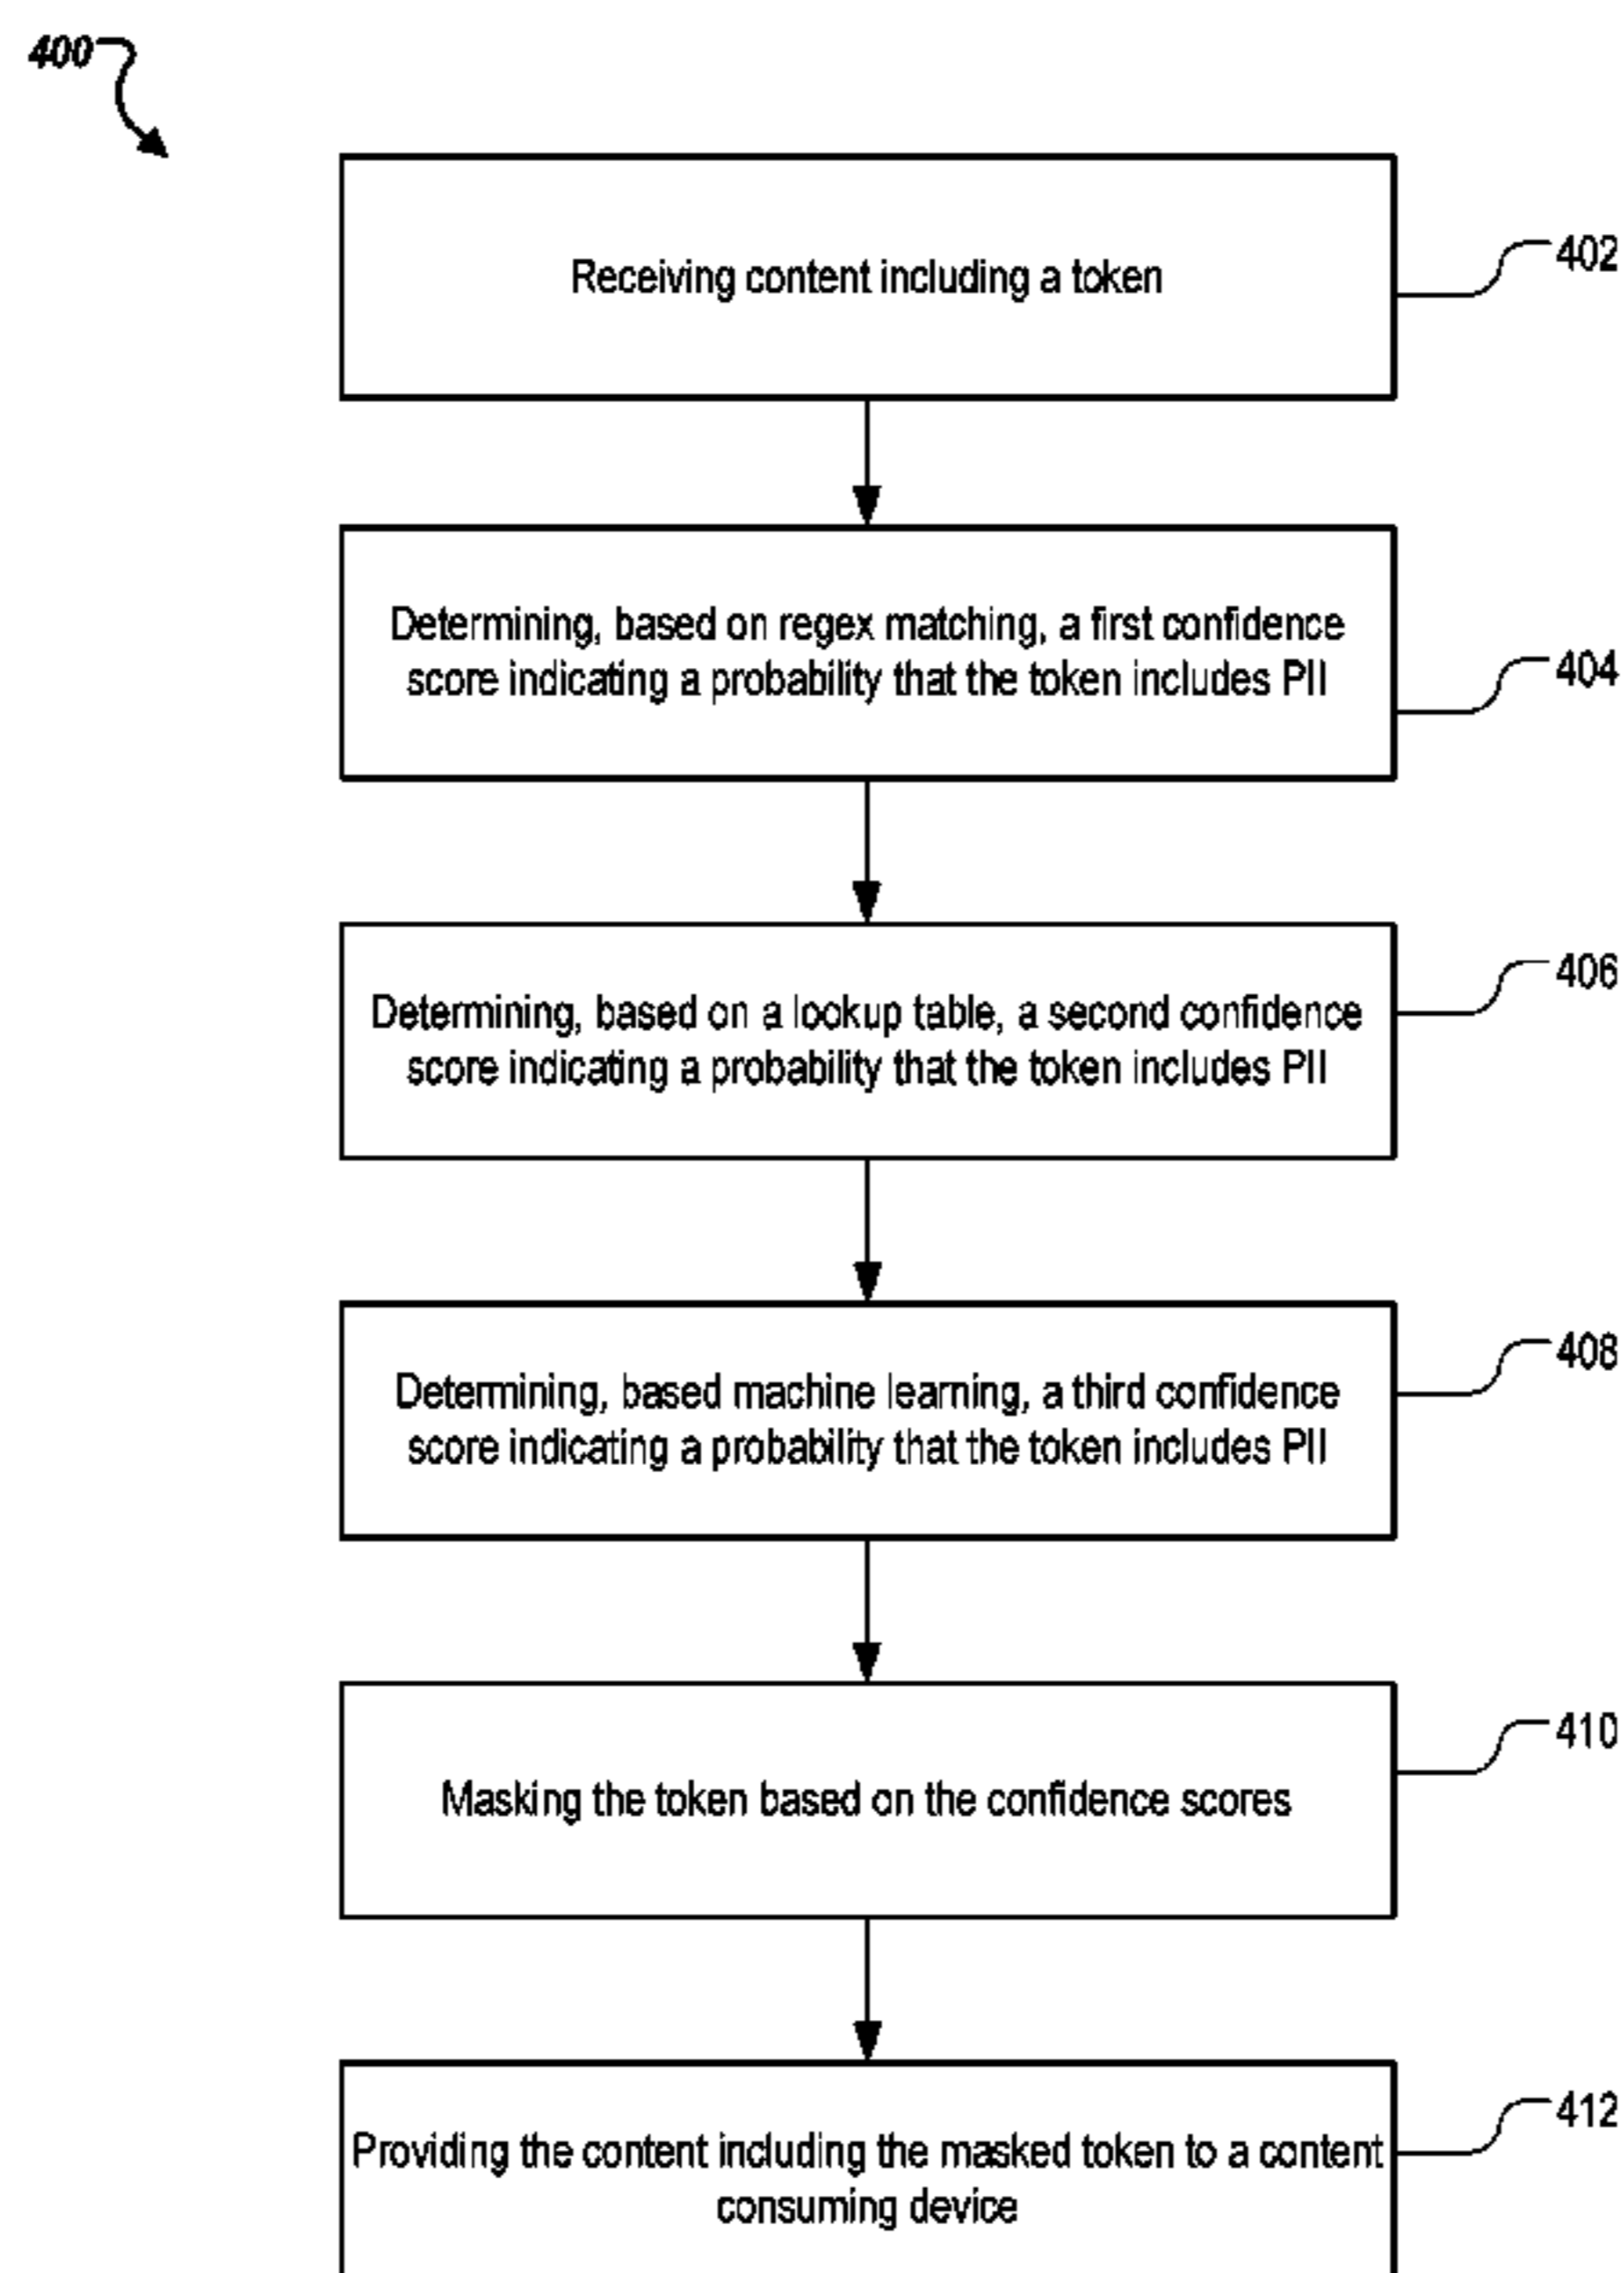 400
Receiving content including a token
402
Determining, based on regex matching, a first confidence
score indicating a probability that the token includes PII
404
Determining, based on a lookup table, a second confidence
score indicating a probability that the token includes PII
406
Determining, based machine learning, a third confidence
score indicating a probability that the token includes PII
408
Masking the token based on the confidence scores
410
Providing the content including the masked token to a content
consuming device
412